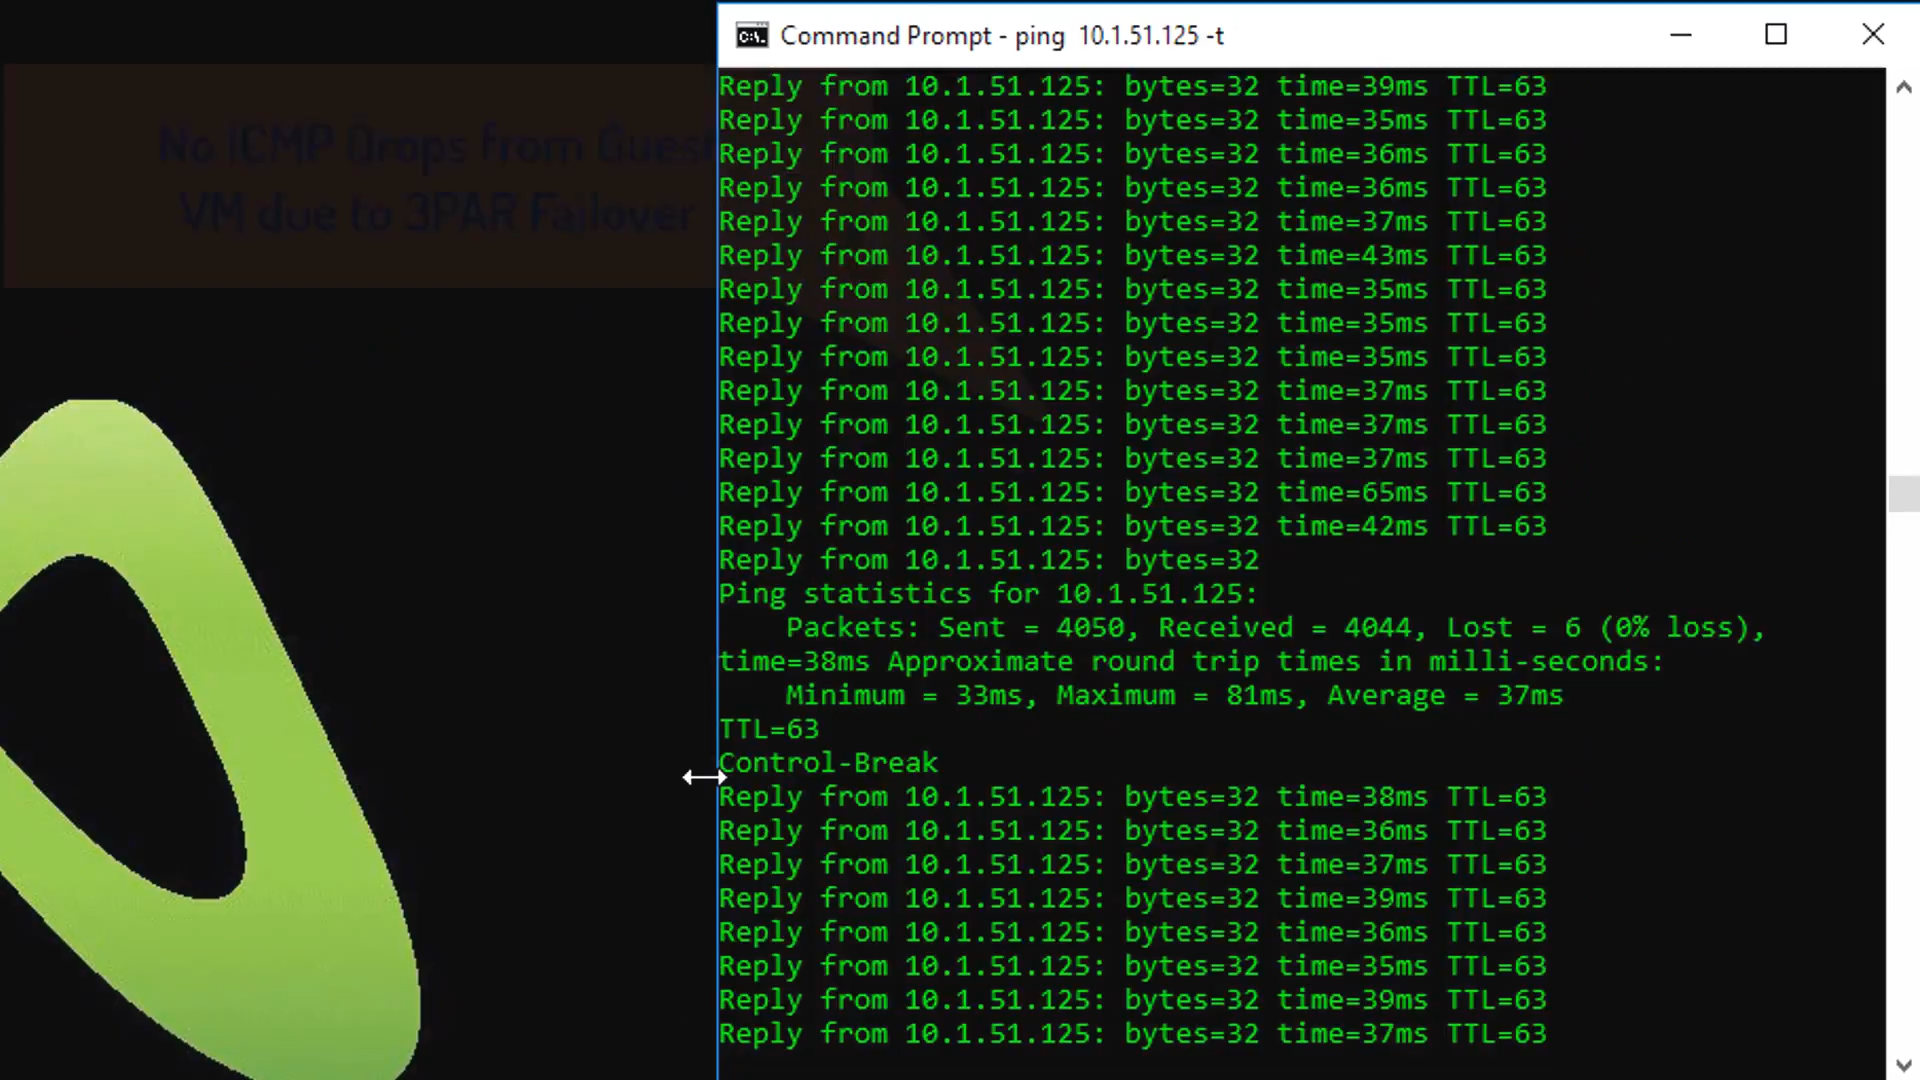 Command Prompt - ping  10.1.51.125 -t
No ICMP Drops from Guest
VM due to 3PAR Failover
Reply from 10.1.51.125: bytes=32 time=39ms TTL=63
Reply from 10.1.51.125: bytes=32 time=35ms TTL=63
Reply from 10.1.51.125: bytes=32 time=36ms TTL=63
Reply from 10.1.51.125: bytes=32 time=36ms TTL=63
Reply from 10.1.51.125: bytes=32 time=37ms TTL=63
Reply from 10.1.51.125: bytes=32 time=43ms TTL=63
Reply from 10.1.51.125: bytes=32 time=35ms TTL=63
Reply from 10.1.51.125: bytes=32 time=35ms TTL=63
Reply from 10.1.51.125: bytes=32 time=35ms TTL=63
Reply from 10.1.51.125: bytes=32 time=37ms TTL=63
Reply from 10.1.51.125: bytes=32 time=37ms TTL=63
Reply from 10.1.51.125: bytes=32 time=37ms TTL=63
Reply from 10.1.51.125: bytes=32 time=65ms TTL=63
Reply from 10.1.51.125: bytes=32 time=42ms TTL=63
Reply from 10.1.51.125: bytes=32
Ping statistics for 10.1.51.125:
    Packets: Sent = 4050, Received = 4044, Lost = 6 (0% loss),
time=38ms Approximate round trip times in milli-seconds:
    Minimum = 33ms, Maximum = 81ms, Average = 37ms
TTL=63
Control-Break
Reply from 10.1.51.125: bytes=32 time=38ms TTL=63
Reply from 10.1.51.125: bytes=32 time=36ms TTL=63
Reply from 10.1.51.125: bytes=32 time=37ms TTL=63
Reply from 10.1.51.125: bytes=32 time=39ms TTL=63
Reply from 10.1.51.125: bytes=32 time=36ms TTL=63
Reply from 10.1.51.125: bytes=32 time=35ms TTL=63
Reply from 10.1.51.125: bytes=32 time=39ms TTL=63
Reply from 10.1.51.125: bytes=32 time=37ms TTL=63